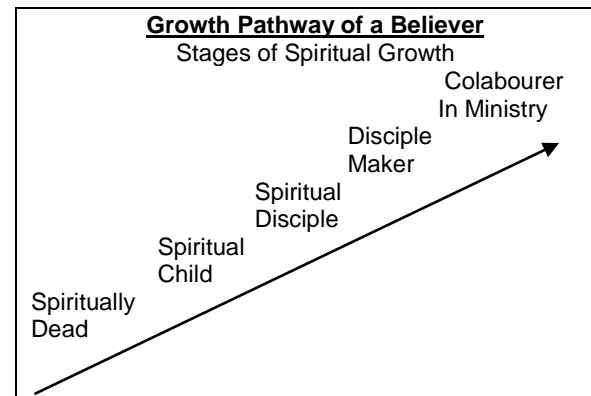 Growth Pathway of a Believer
Stages of Spiritual Growth
Colabourer
In Ministry
Disciple
Maker
Spiritual
Disciple
Spiritual
Child
Spiritually
Dead